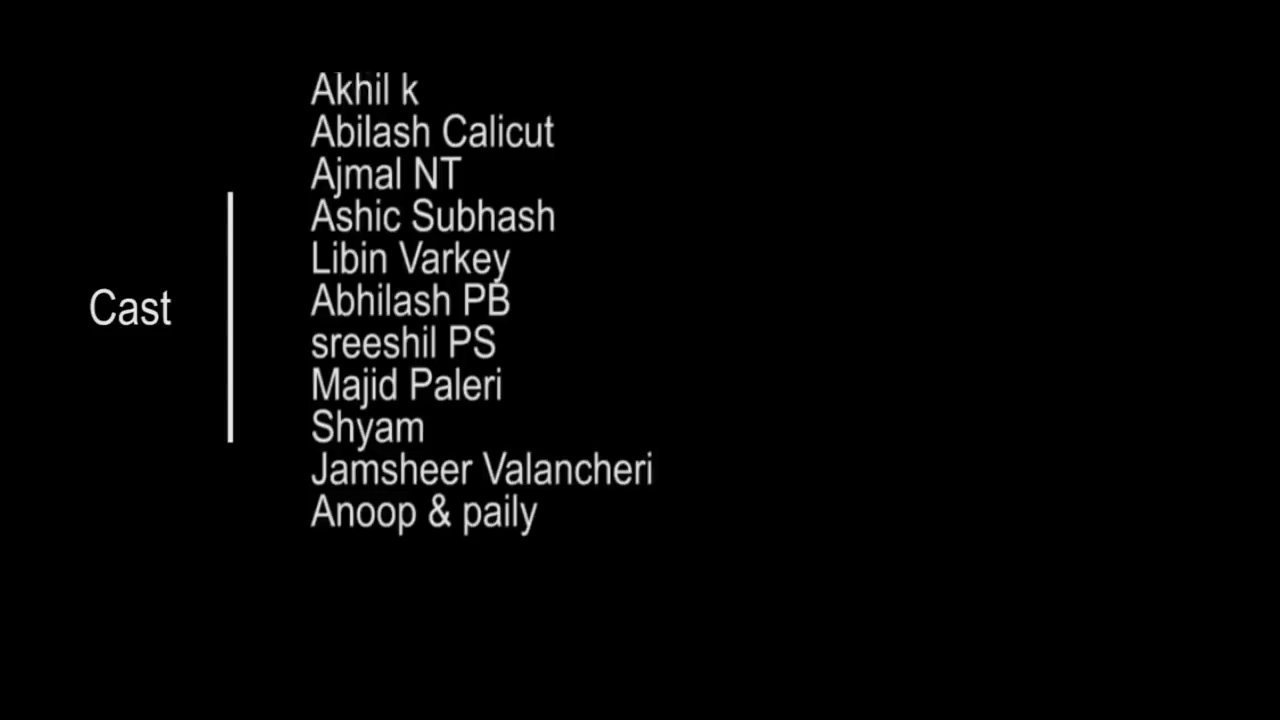 Akhil k
Abilash Calicut
Ajmal NT
Ashic Subhash
Libin Varkey
Cast
Abhilash PB
sreeshil PS
Majid Paleri
Shyam
Jamsheer Valancheri
Anoop & paily